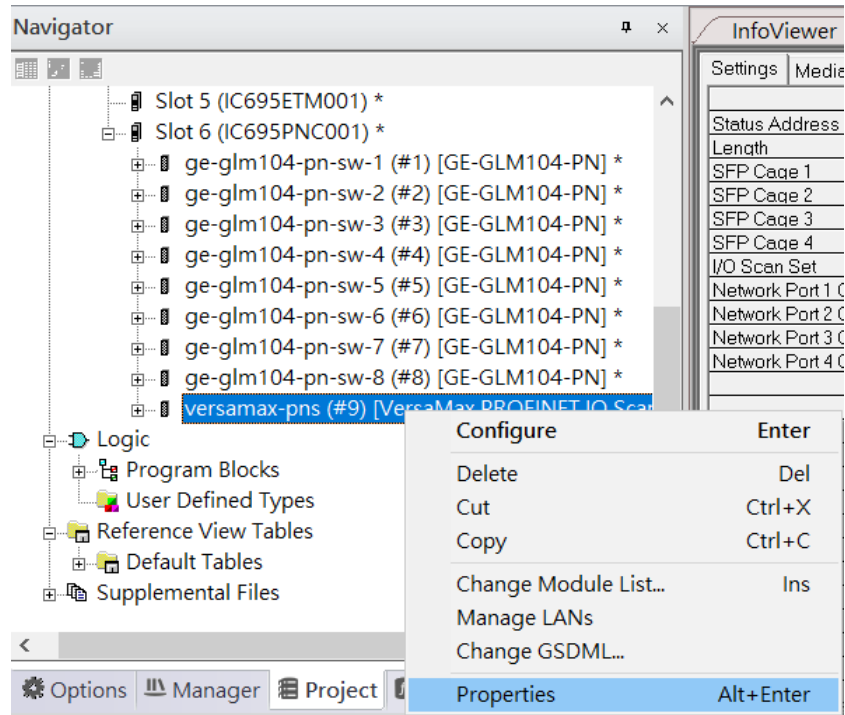 Navigator
InfoViewer
Settings Media
Slot 5 (IC695ETM001) *
Slot 6 (IC695PNC001) *
ge-glm104-pn-sw-1 (#1) [GE-GLM104-PN] *
ge-glm104-pn-sw-2 (#2) [GE-GLM104-PN] *
ge-glm104-pn-sw-3 (#3) [GE-GLM104-PN] *
ge-glm104-pn-sw-4 (#4) [GE-GLM104-PN] *
ge-glm104-pn-sw-5 (#5) [GE-GLM104-PN] *
ge-glm104-pn-sw-6 (#6) [GE-GLM104-PN] *
ge-glm104-pn-sw-7 (#7) [GE-GLM104-PN] *
ge-glm104-pn-sw-8 (#8) [GE-GLM104-PN] *
versamax-pns (#9) [VersaMax PROFINET IO Scan
Logic
Program Blocks
User Defined Types
Reference View Tables
Default Tables
Supplemental Files
Options Manager Project
Status Address
Length
SFP Cage 1
SFP Cage 2
SFP Cage 3
SFP Cage 4
I/O Scan Set
Network Port 1
Network Port 2
Network Port 3
Network Port 4
Configure Enter
Delete Del
Cut Ctrl+X
Copy Ctrl+C
Change Module List... Ins
Manage LANs
Change GSDML...
Properties Alt+Enter